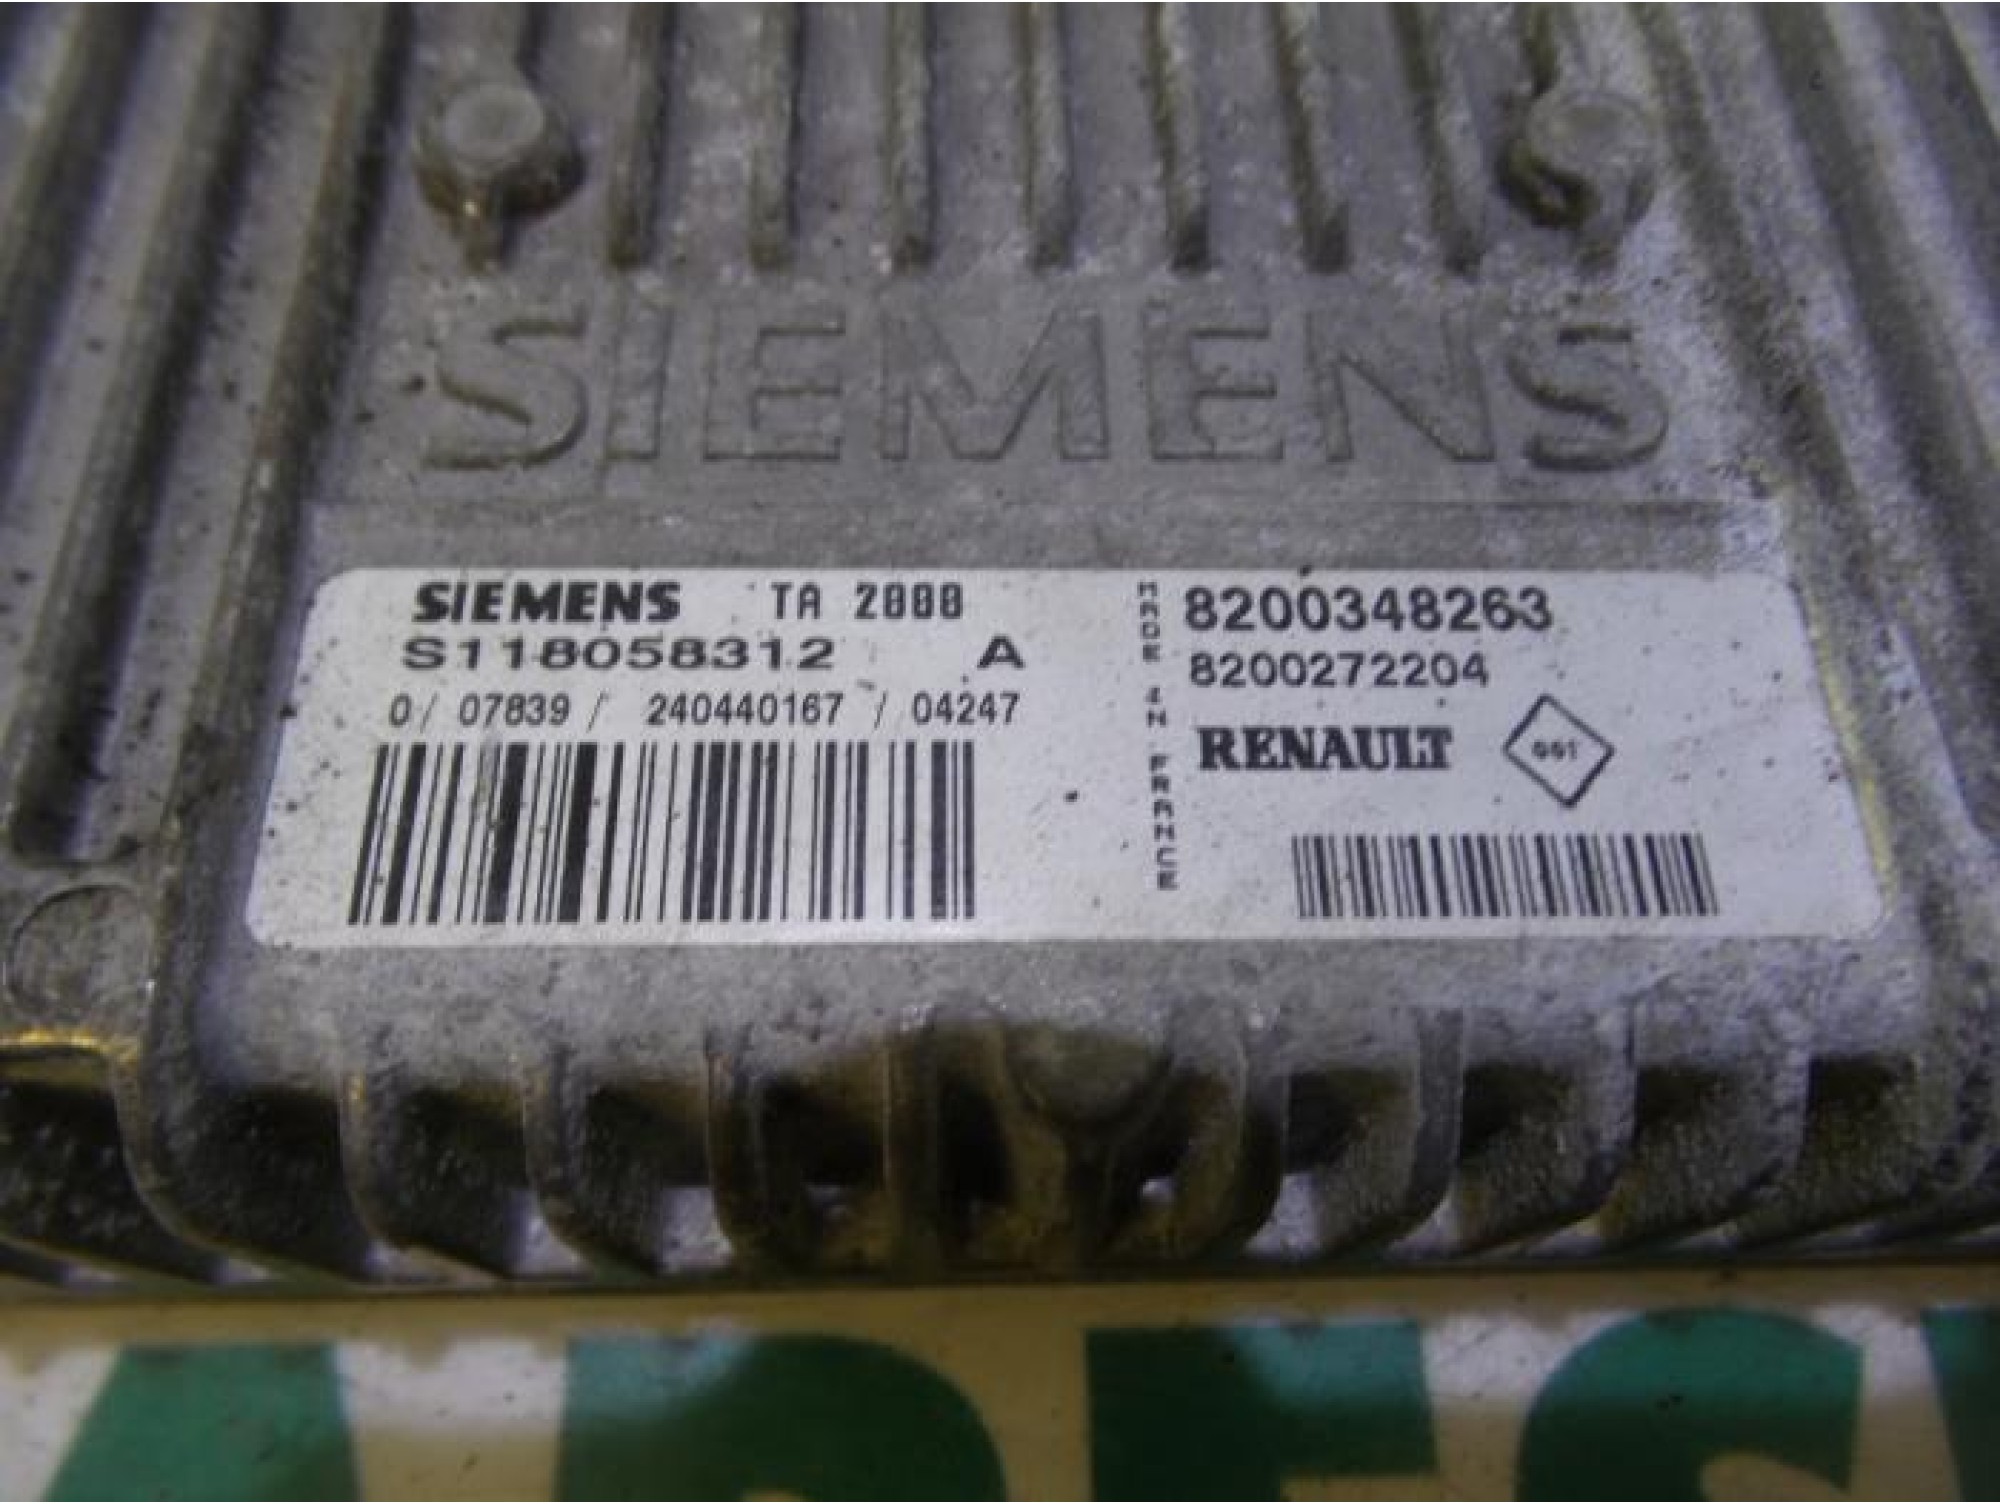 SIEMENS
SIEMENS TA 2000
S118058312 A
0/ 07839 / 240440167 / 04247
MADE IN FRANCE
8200348263
8200272204
RENAULT